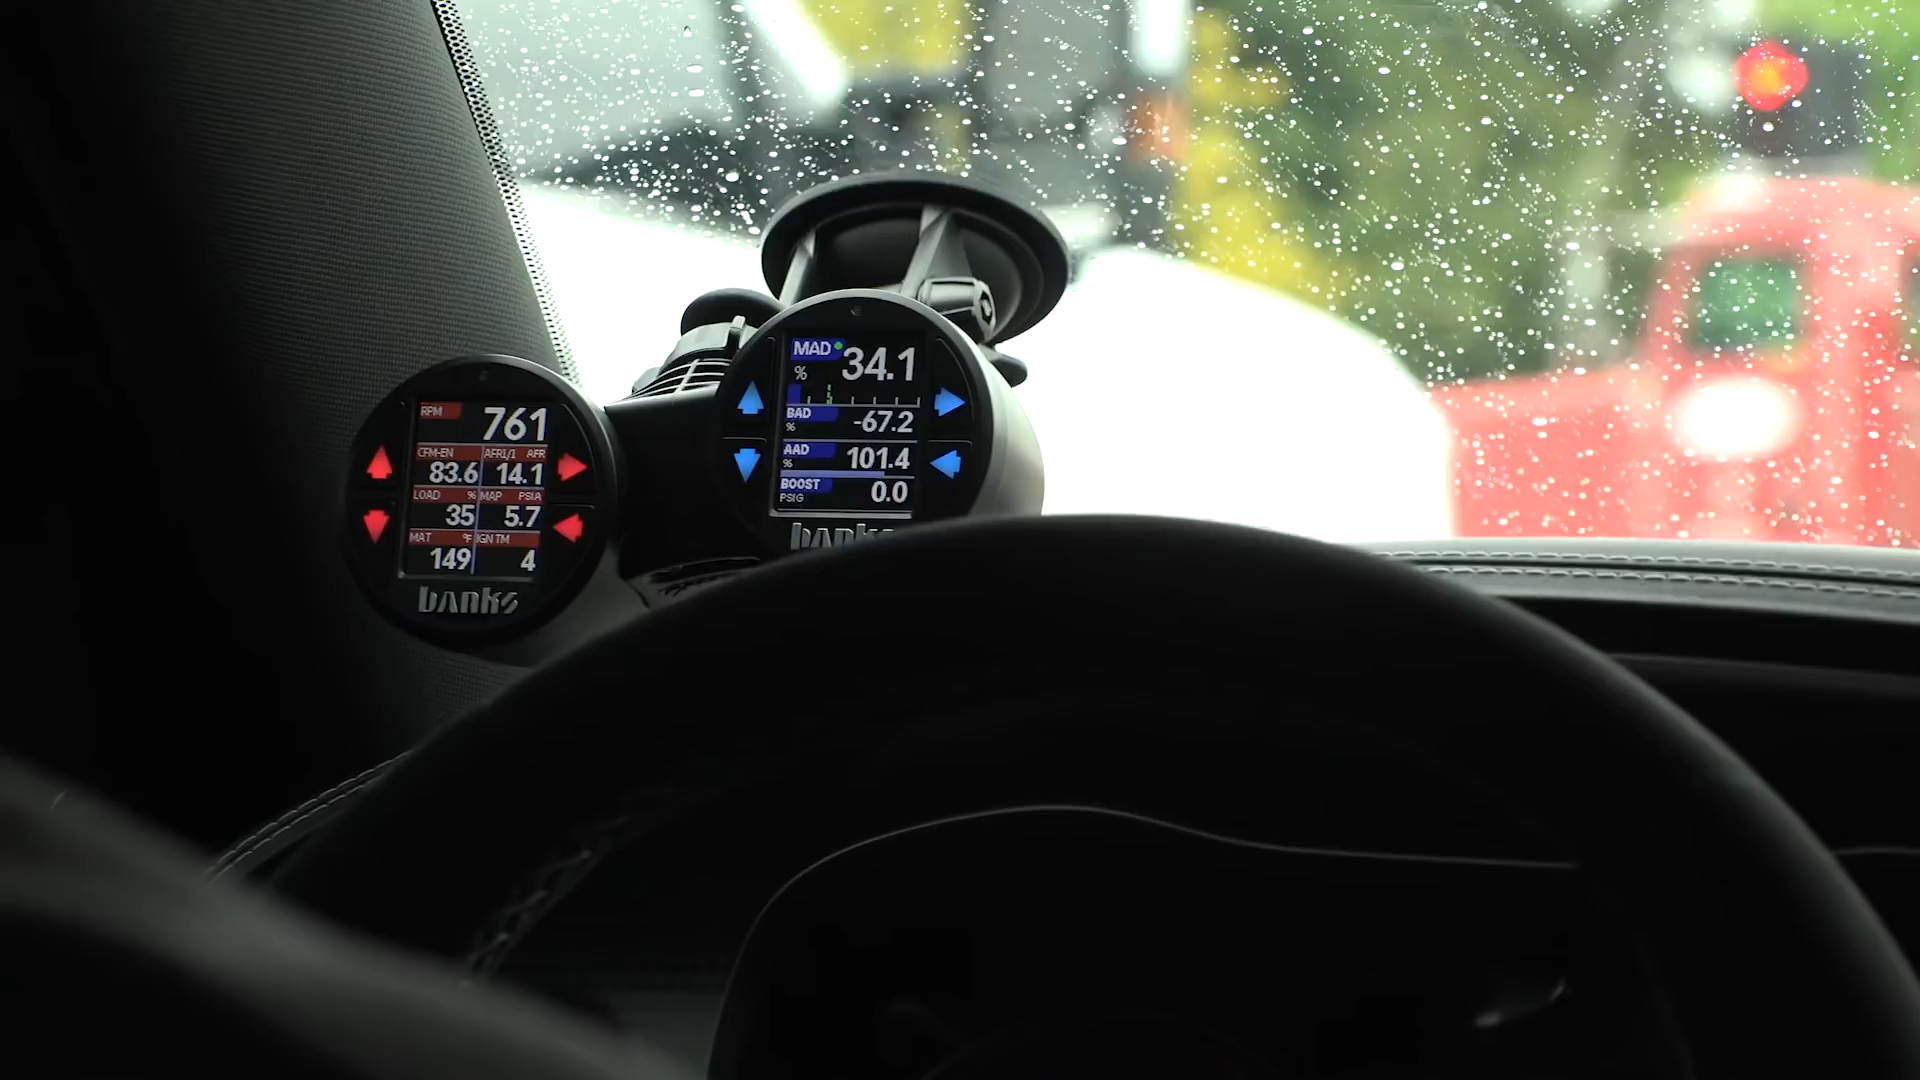 RPM
761
CFM-EN AFR1/1 AFR
83.6 14.1
LOAD % MAP PSIA
35 5.7
MAT °F IGN TM
149 4
banks
MAD
% 34.1
BAD
% -67.2
AAD
% 101.4
BOOST
PSIG 0.0
banks